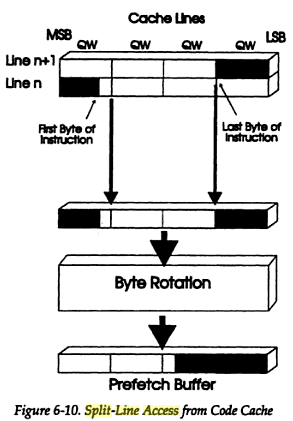 Cache Lines
MSB QW QW QW QW LSB
Line n+1
Line n
First Byte of
Instruction
Last Byte of
Instruction
Byte Rotation
Prefetch Buffer
Figure 6-10. Split-Line Access from Code Cache